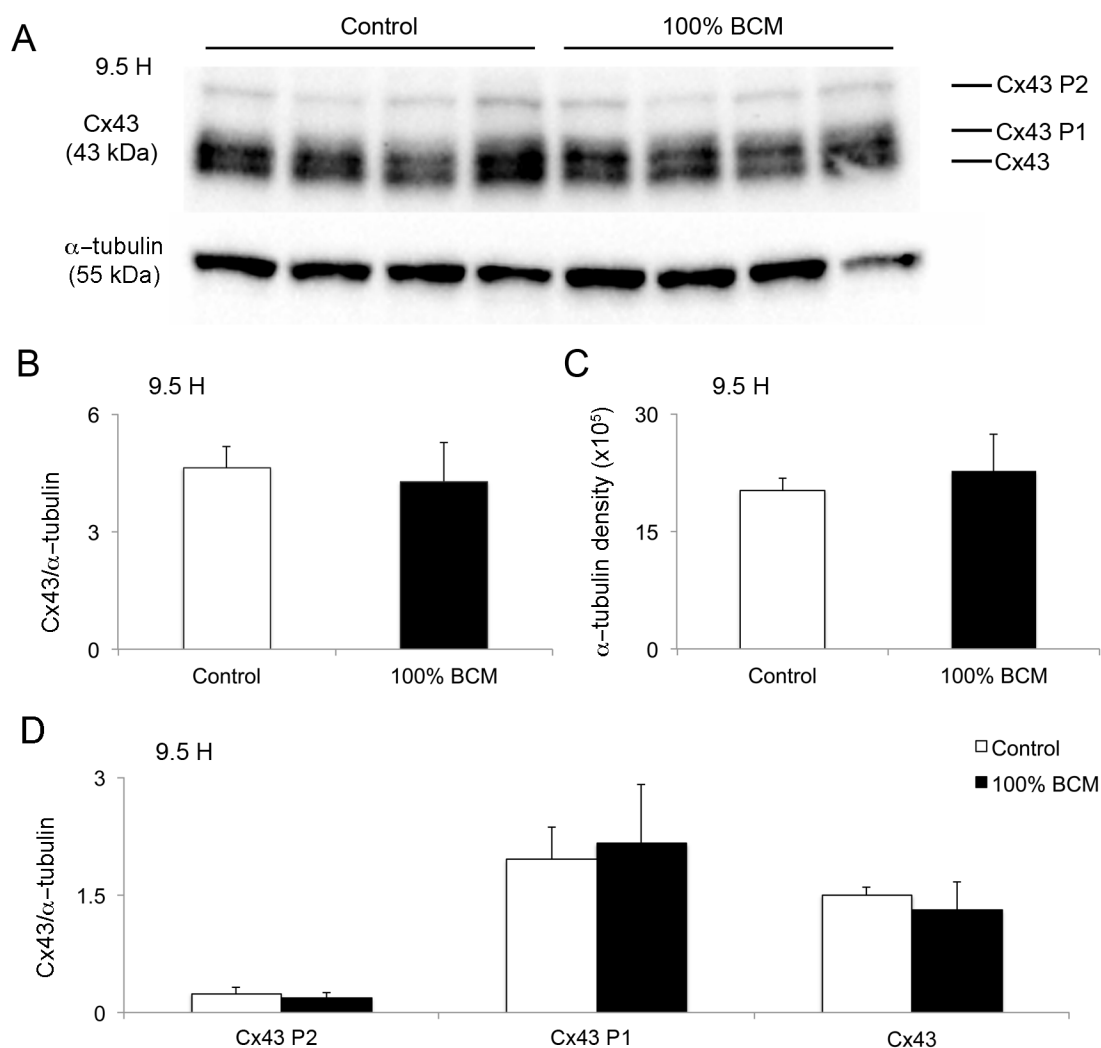 A
Control
100% BCM
9.5 H
Cx43
(43 kDa)
Cx43 P2
Cx43 P1
Cx43
α−tubulin
(55 kDa)
B
9.5 H
Cx43/α−tubulin
6
3
0
Control
100% BCM
C
9.5 H
α−tubulin density (x10⁵)
30
15
0
Control
100% BCM
D
9.5 H
Control
100% BCM
Cx43/α−tubulin
3
1.5
0
Cx43 P2
Cx43 P1
Cx43